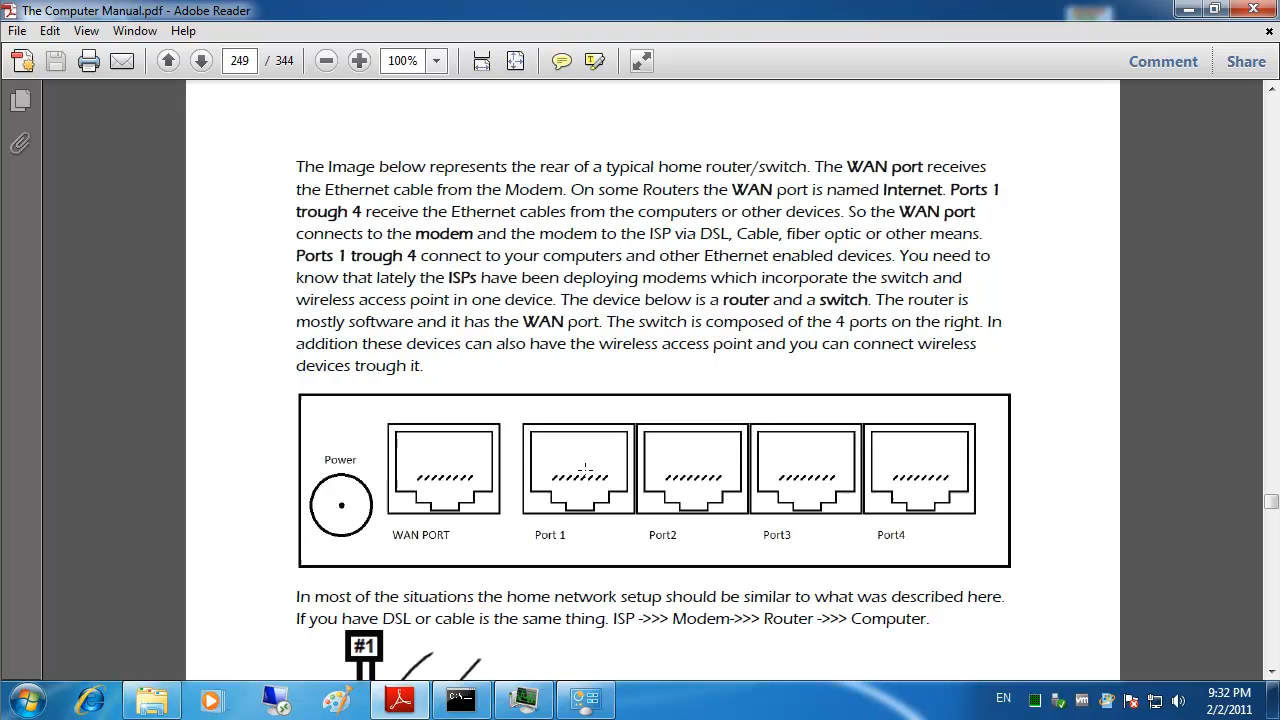 The Computer Manual.pdf - Adobe Reader
File Edit View Window Help
249 / 344 100% Comment Share
The Image below represents the rear of a typical home router/switch. The WAN port receives
the Ethernet cable from the Modem. On some Routers the WAN port is named Internet. Ports 1
trough 4 receive the Ethernet cables from the computers or other devices. So the WAN port
connects to the modem and the modem to the ISP via DSL, Cable, fiber optic or other means.
Ports 1 trough 4 connect to your computers and other Ethernet enabled devices. You need to
know that lately the ISPs have been deploying modems which incorporate the switch and
wireless access point in one device. The device below is a router and a switch. The router is
mostly software and it has the WAN port. The switch is composed of the 4 ports on the right. In
addition these devices can also have the wireless access point and you can connect wireless
devices trough it.
Power
WAN PORT Port 1 Port2 Port3 Port4
In most of the situations the home network setup should be similar to what was described here.
If you have DSL or cable is the same thing. ISP ->>> Modem->>> Router ->>> Computer.
#1
C:\_
EN
9:32 PM
2/2/2011